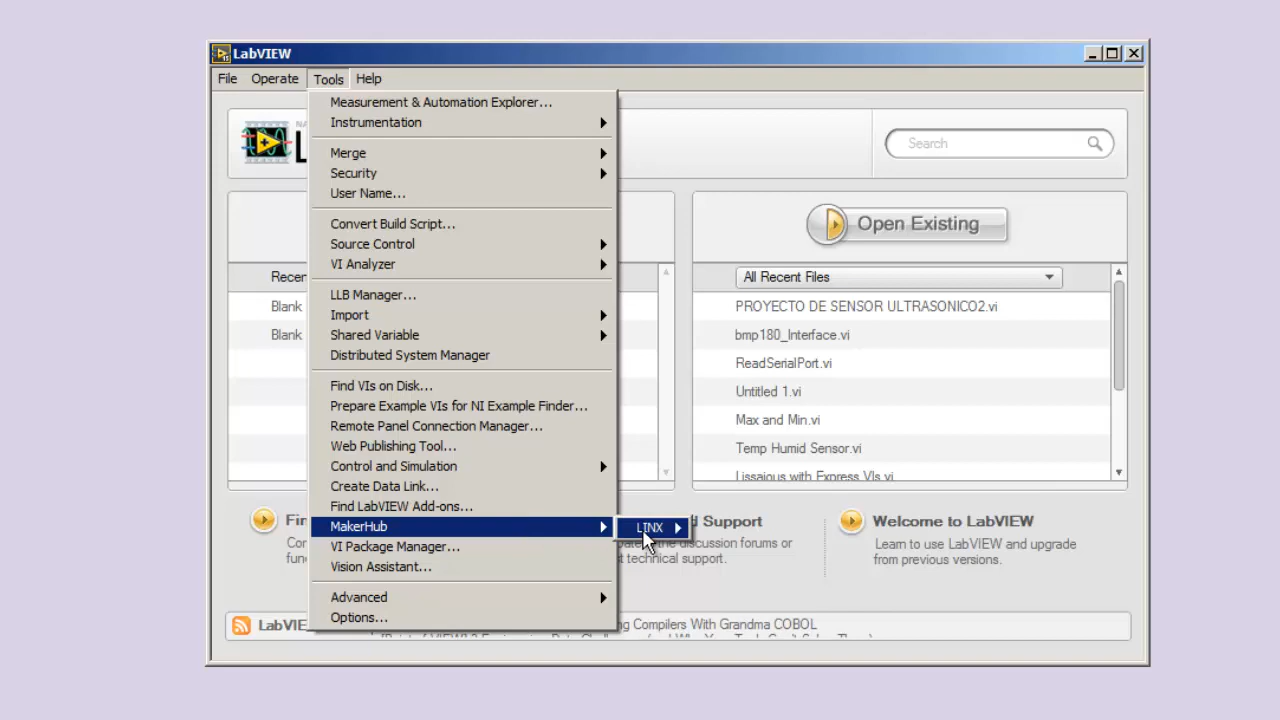 LabVIEW
File Operate Tools Help
Measurement & Automation Explorer...
Instrumentation
Merge
Security
User Name...
Convert Build Script...
Source Control
VI Analyzer
LLB Manager...
Import
Shared Variable
Distributed System Manager
Find VIs on Disk...
Prepare Example VIs for NI Example Finder...
Remote Panel Connection Manager...
Web Publishing Tool...
Control and Simulation
Create Data Link...
Find LabVIEW Add-ons...
MakerHub
VI Package Manager...
Vision Assistant...
Advanced
Options...
LINX
Search
Open Existing
Recen
Blank
Blank
All Recent Files
PROYECTO DE SENSOR ULTRASONICO2.vi
bmp180_Interface.vi
ReadSerialPort.vi
Untitled 1.vi
Max and Min.vi
Temp Humid Sensor.vi
Lissajous with Express VIs.vi
Support
the discussion forums or
technical support.
Welcome to LabVIEW
Learn to use LabVIEW and upgrade
from previous versions.
ng Compilers With Grandma COBOL